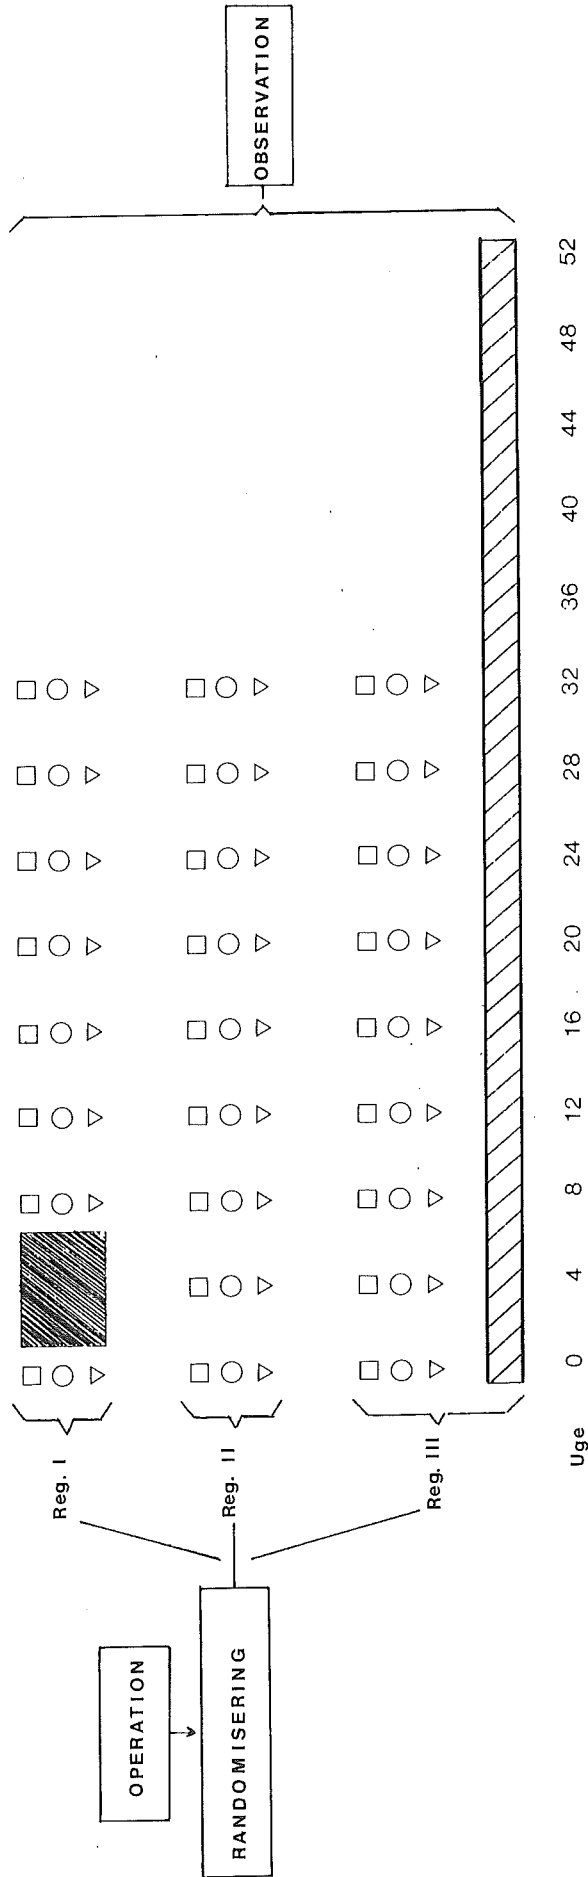 OPERATION
RANDOMISERING
Reg. I
Reg. II
Reg. III
OBSERVATION
Uge 0 4 8 12 16 20 24 28 32 36 40 44 48 52